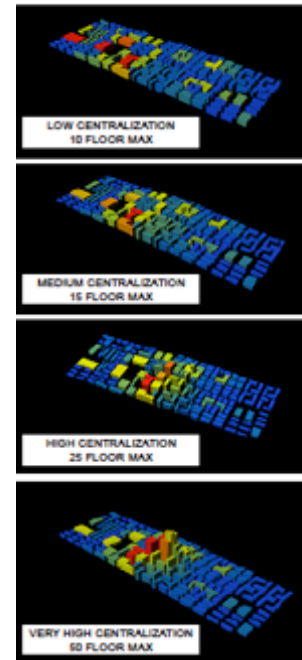 LOW CENTRALIZATION
10 FLOOR MAX
MEDIUM CENTRALIZATION
15 FLOOR MAX
HIGH CENTRALIZATION
25 FLOOR MAX
VERY HIGH CENTRALIZATION
50 FLOOR MAX